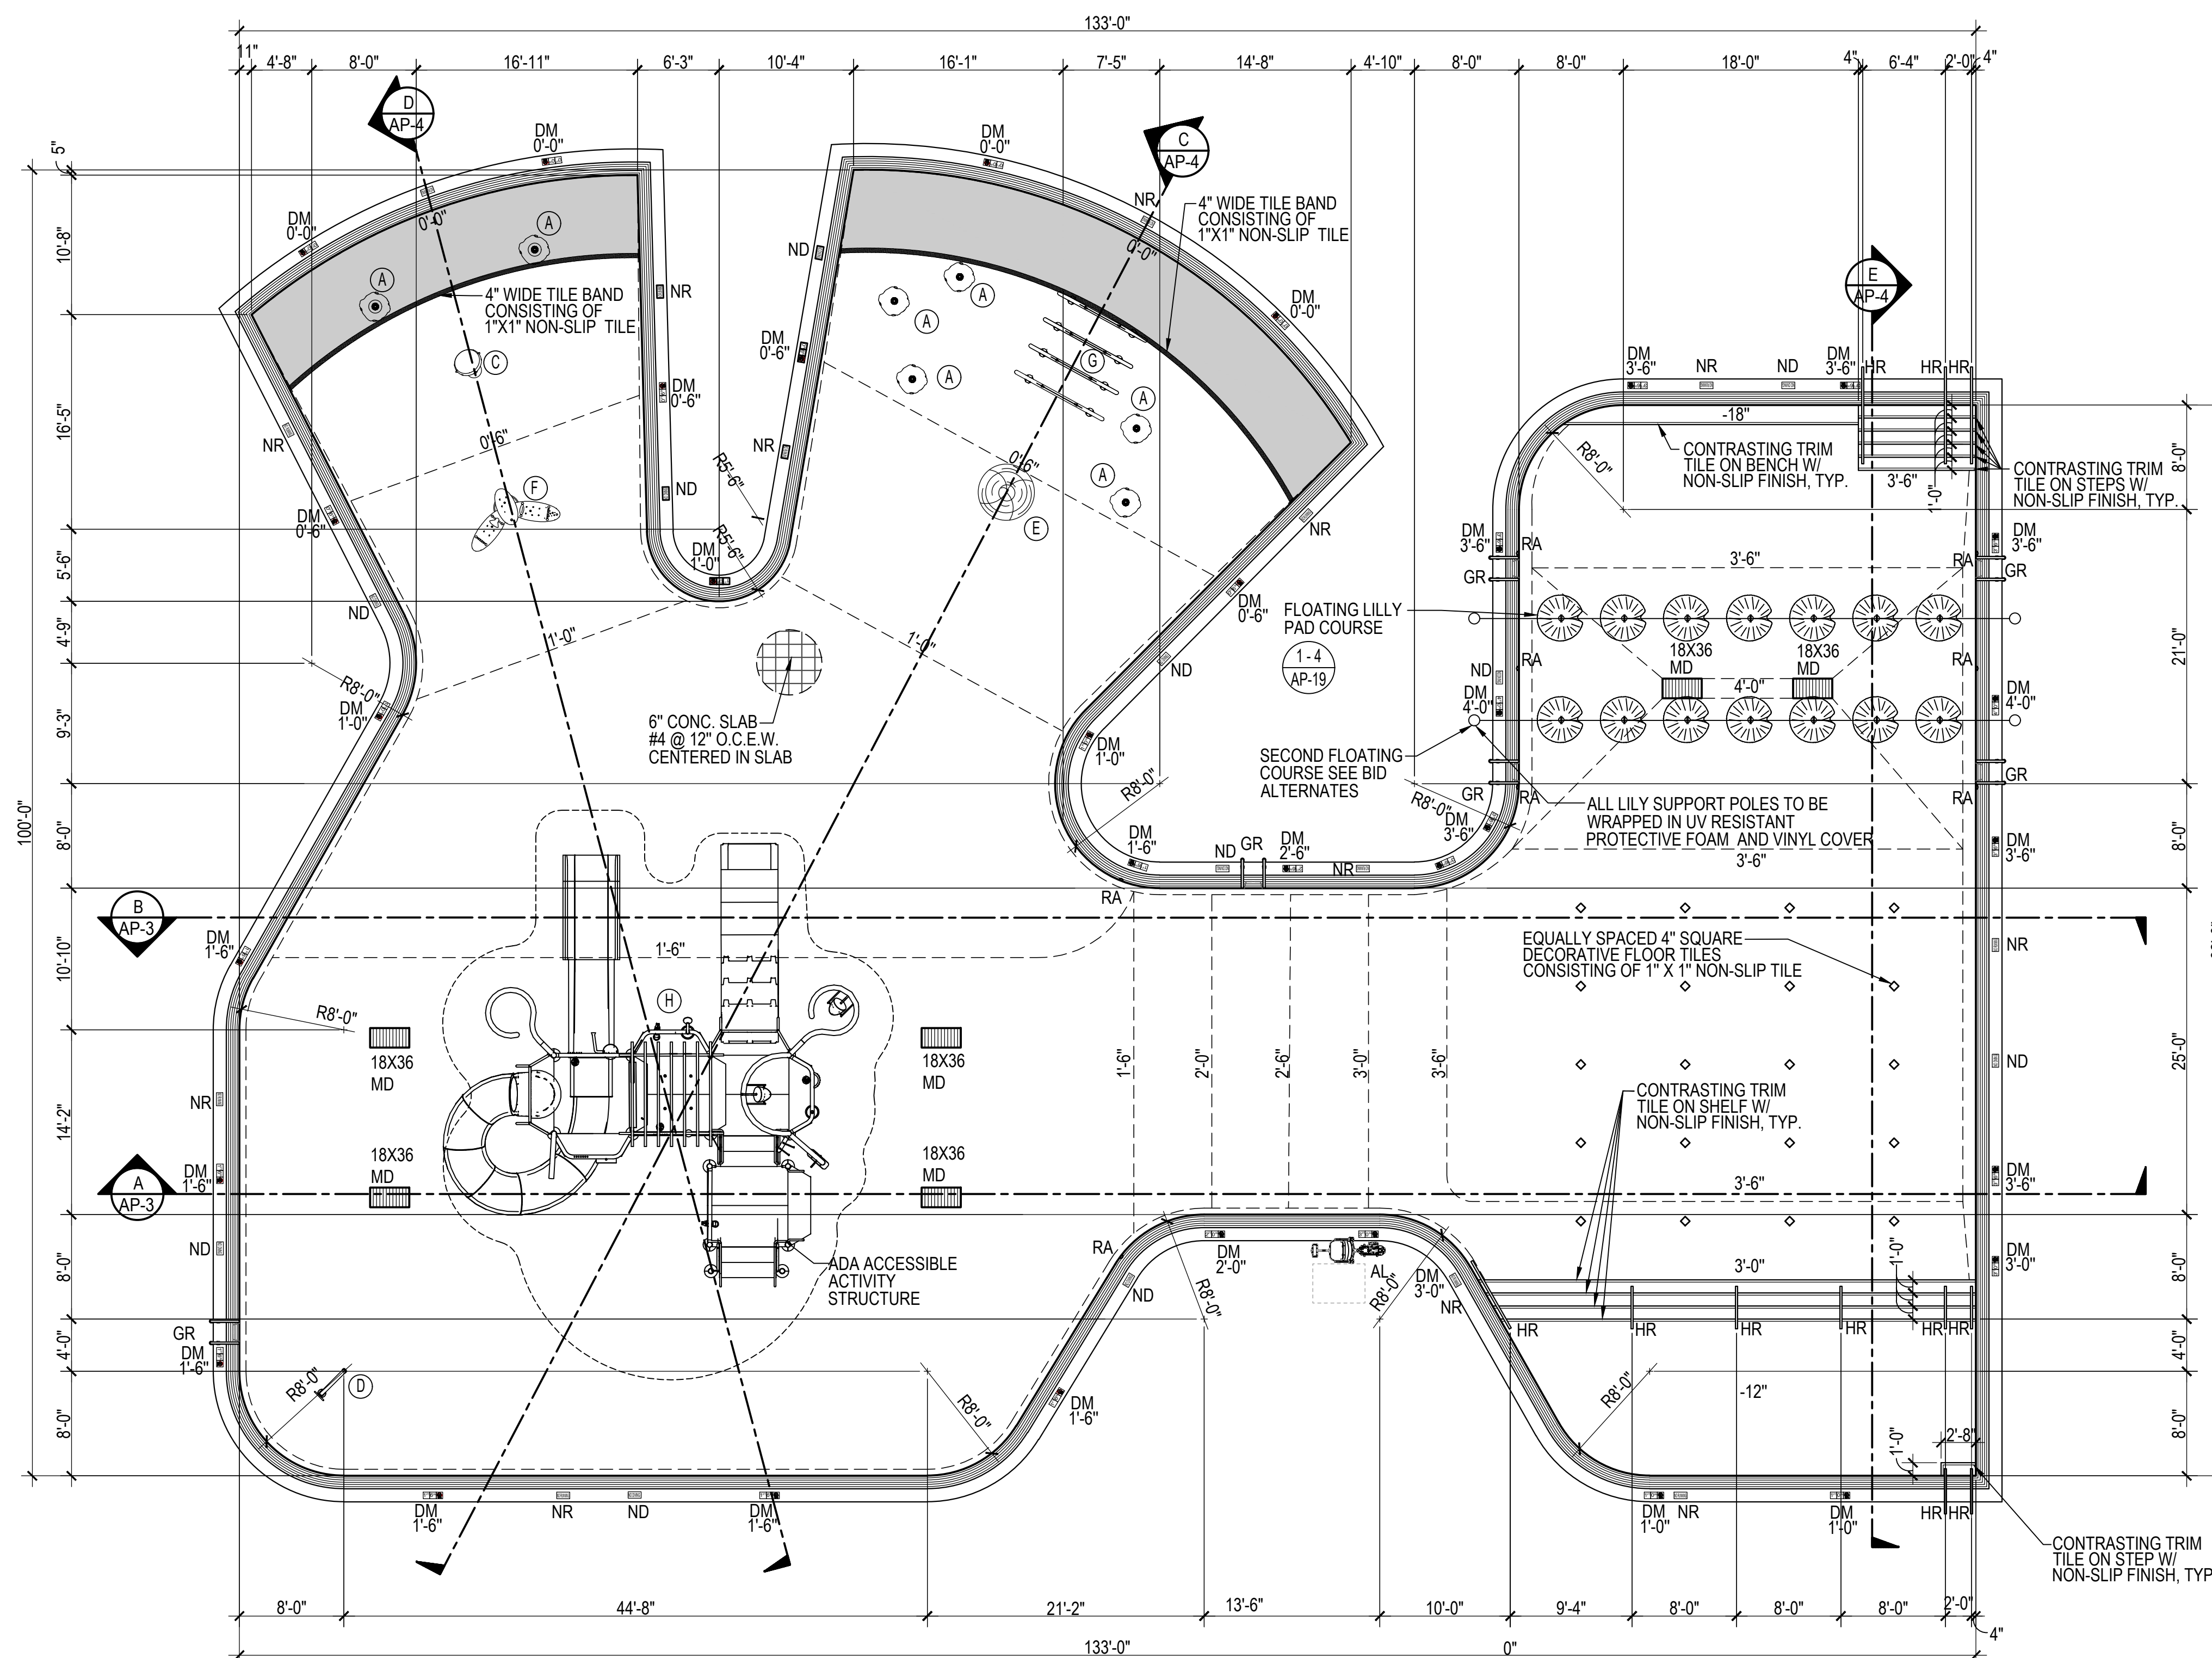 133'-0"
11"
4'-8"
8'-0"
16'-11"
6'-3"
10'-4"
16'-1"
7'-5"
14'-8"
4'-10"
8'-0"
8'-0"
18'-0"
4"
6'-4"
2'-0"
4"
D
AP-4
C
AP-4
E
AP-4
5"
10'-8"
16'-5"
5'-6"
4'-9"
9'-3"
8'-0"
10'-10"
14'-2"
8'-0"
4'-0"
8'-0"
100'-0"
DM
0'-0"
DM
0'-0"
DM
0'-0"
DM
0'-0"
0'-0"
0'-0"
NR
4" WIDE TILE BAND
CONSISTING OF
1"X1" NON-SLIP TILE
4" WIDE TILE BAND
CONSISTING OF
1"X1" NON-SLIP TILE
A
A
A
A
A
A
A
C
G
F
E
NR
ND
NR
DM
0'-6"
DM
0'-6"
NR
ND
R5'-6"
R5'-6"
DM
1'-0"
0'-6"
0'-6"
DM
0'-6"
ND
NR
DM
0'-6"
ND
1'-0"
1'-0"
R8'-0"
DM
1'-0"
6" CONC. SLAB
#4 @ 12" O.C.E.W.
CENTERED IN SLAB
DM
1'-0"
R8'-0"
FLOATING LILLY
PAD COURSE
1 - 4
AP-19
SECOND FLOATING
COURSE SEE BID
ALTERNATES
DM
3'-6"
NR
ND
DM
3'-6"
HR
HR
HR
-18"
CONTRASTING TRIM
TILE ON BENCH W/
NON-SLIP FINISH, TYP.
R8'-0"
3'-6"
1'-0"
CONTRASTING TRIM
TILE ON STEPS W/
NON-SLIP FINISH, TYP.
8'-0"
21'-0"
8'-0"
25'-0"
8'-0"
4'-0"
8'-0"
DM
3'-6"
RA
GR
3'-6"
RA
DM
3'-6"
GR
18X36
MD
18X36
MD
4'-0"
RA
ND
DM
4'-0"
RA
DM
4'-0"
GR
RA
R8'-0"
DM
3'-6"
RA
GR
ALL LILY SUPPORT POLES TO BE
WRAPPED IN UV RESISTANT
PROTECTIVE FOAM AND VINYL COVER
3'-6"
DM
3'-6"
DM
1'-6"
ND
GR
DM
2'-6"
NR
RA
B
AP-3
DM
1'-6"
1'-6"
H
R8'-0"
18X36
MD
18X36
MD
18X36
MD
18X36
MD
EQUALLY SPACED 4" SQUARE
DECORATIVE FLOOR TILES
CONSISTING OF 1" X 1" NON-SLIP TILE
NR
ND
1'-6"
2'-0"
2'-6"
3'-0"
3'-6"
CONTRASTING TRIM
TILE ON SHELF W/
NON-SLIP FINISH, TYP.
NR
DM
1'-6"
A
AP-3
ND
3'-6"
DM
3'-6"
ADA ACCESSIBLE
ACTIVITY
STRUCTURE
RA
ND
DM
2'-0"
AL
DM
3'-0"
NR
R8'-0"
R8'-0"
3'-0"
1'-0"
DM
3'-0"
GR
DM
1'-6"
HR
HR
HR
HR
HR
HR
R8'-0"
D
R8'-0"
DM
1'-6"
R8'-0"
-12"
2'-8"
1'-0"
DM
1'-6"
NR
ND
DM
1'-6"
DM
1'-0"
NR
DM
1'-0"
HR
HR
CONTRASTING TRIM
TILE ON STEP W/
NON-SLIP FINISH, TYP
8'-0"
44'-8"
21'-2"
13'-6"
10'-0"
9'-4"
8'-0"
8'-0"
8'-0"
2'-0"
4"
133'-0"
0"